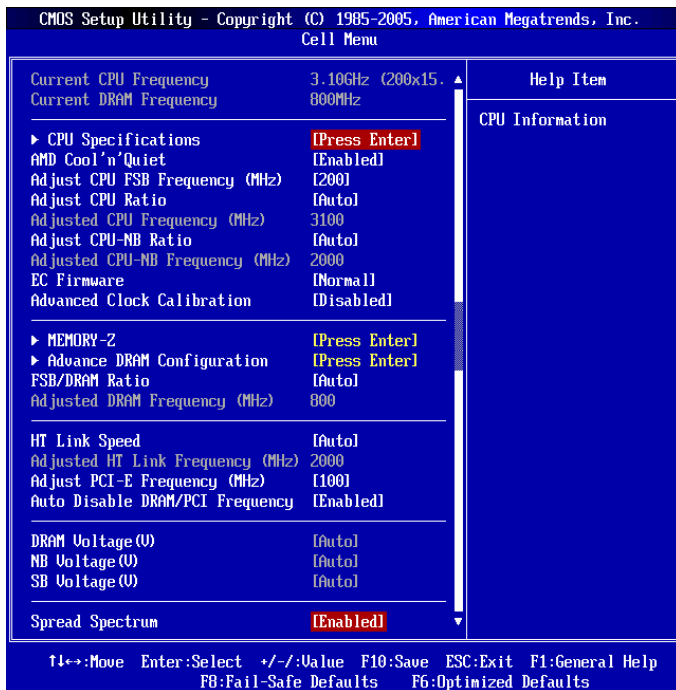 CMOS Setup Utility - Copyright (C) 1985-2005, American Megatrends, Inc.
Cell Menu
Current CPU Frequency 3.10GHz (200x15.
Current DRAM Frequency 800MHz
▶ CPU Specifications [Press Enter]
AMD Cool'n'Quiet [Enabled]
Adjust CPU FSB Frequency (MHz) [200]
Adjust CPU Ratio [Auto]
Adjusted CPU Frequency (MHz) 3100
Adjust CPU-NB Ratio [Auto]
Adjusted CPU-NB Frequency (MHz) 2000
EC Firmware [Normal]
Advanced Clock Calibration [Disabled]
▶ MEMORY-Z [Press Enter]
▶ Advance DRAM Configuration [Press Enter]
FSB/DRAM Ratio [Auto]
Adjusted DRAM Frequency (MHz) 800
HT Link Speed [Auto]
Adjusted HT Link Frequency (MHz) 2000
Adjust PCI-E Frequency (MHz) [100]
Auto Disable DRAM/PCI Frequency [Enabled]
DRAM Voltage(V) [Auto]
NB Voltage(V) [Auto]
SB Voltage(V) [Auto]
Spread Spectrum [Enabled]
Help Item
CPU Information
↑↓←→:Move Enter:Select +/-/:Value F10:Save ESC:Exit F1:General Help
F8:Fail-Safe Defaults F6:Optimized Defaults